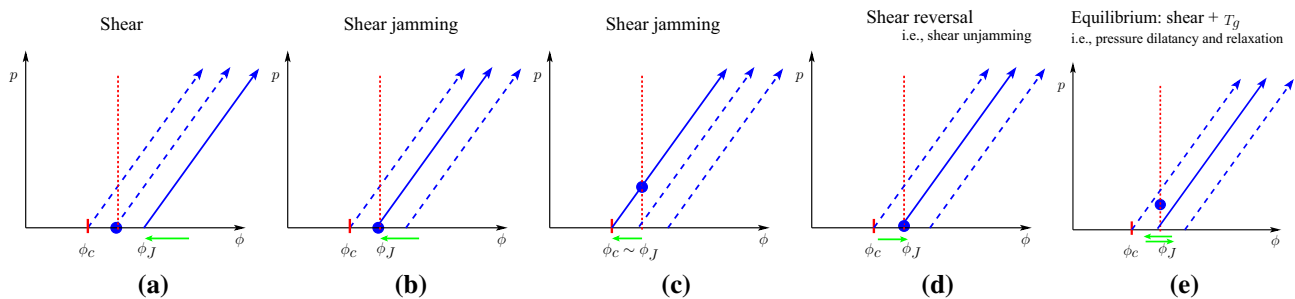 Shear
p
ϕ_c
ϕ_J
ϕ
(a)
Shear jamming
p
ϕ_c
ϕ_J
ϕ
(b)
Shear jamming
p
ϕ_c ∼ ϕ_J
ϕ
(c)
Shear reversal
i.e., shear unjamming
p
ϕ_c
ϕ_J
ϕ
(d)
Equilibrium: shear + T_g
i.e., pressure dilatancy and relaxation
p
ϕ_c
ϕ_J
ϕ
(e)